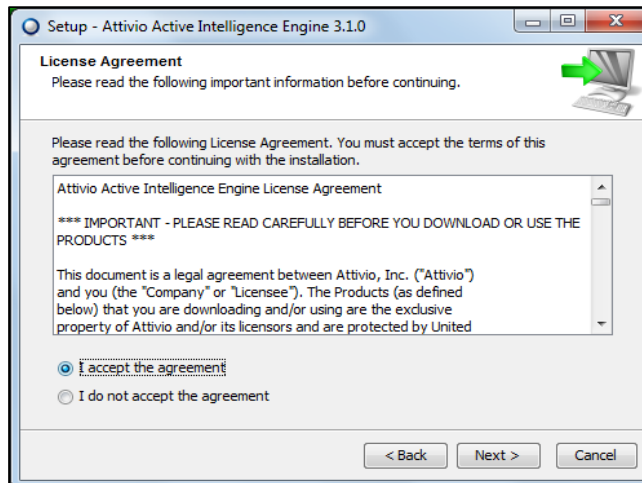 Setup - Attivio Active Intelligence Engine 3.1.0
License Agreement
Please read the following important information before continuing.
Please read the following License Agreement. You must accept the terms of this
agreement before continuing with the installation.
Attivio Active Intelligence Engine License Agreement
*** IMPORTANT - PLEASE READ CAREFULLY BEFORE YOU DOWNLOAD OR USE THE
PRODUCTS ***
This document is a legal agreement between Attivio, Inc. ("Attivio")
and you (the "Company" or "Licensee"). The Products (as defined
below) that you are downloading and/or using are the exclusive
property of Attivio and/or its licensors and are protected by United
I accept the agreement
I do not accept the agreement
< Back
Next >
Cancel